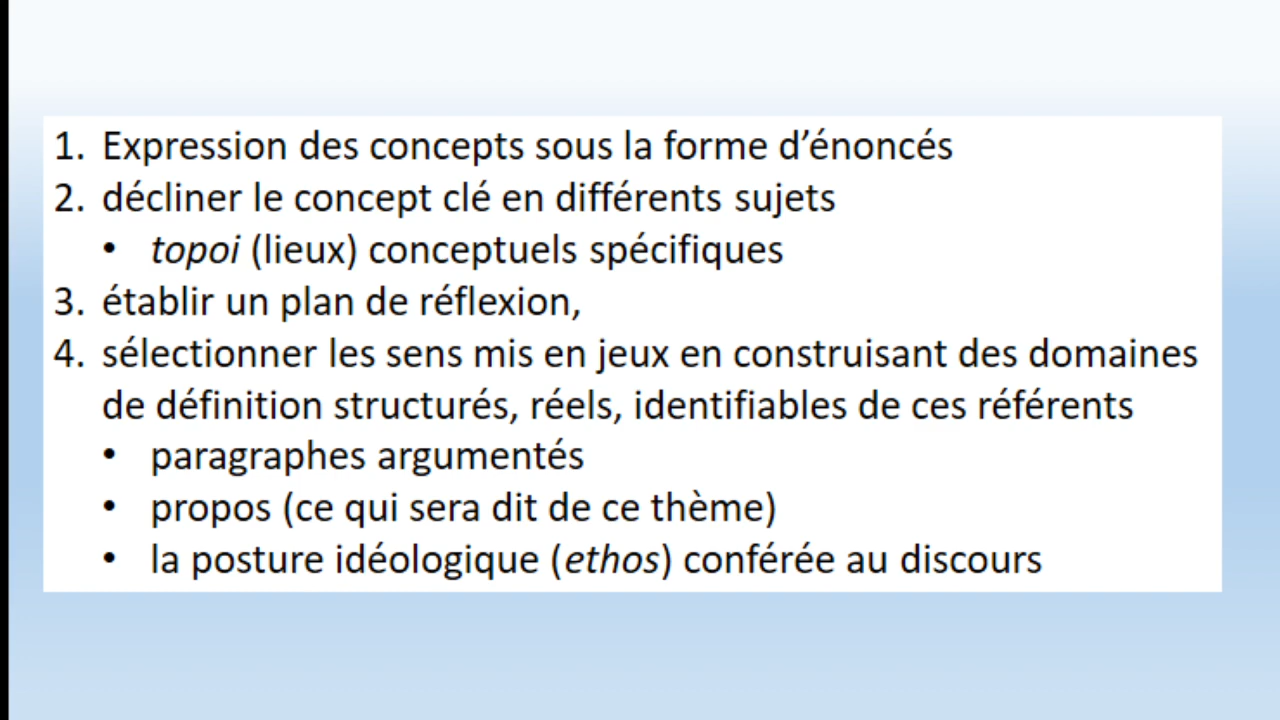 1. Expression des concepts sous la forme d’énoncés
2. décliner le concept clé en différents sujets
• topoi (lieux) conceptuels spécifiques
3. établir un plan de réflexion,
4. sélectionner les sens mis en jeux en construisant des domaines
de définition structurés, réels, identifiables de ces référents
• paragraphes argumentés
• propos (ce qui sera dit de ce thème)
• la posture idéologique (ethos) conférée au discours